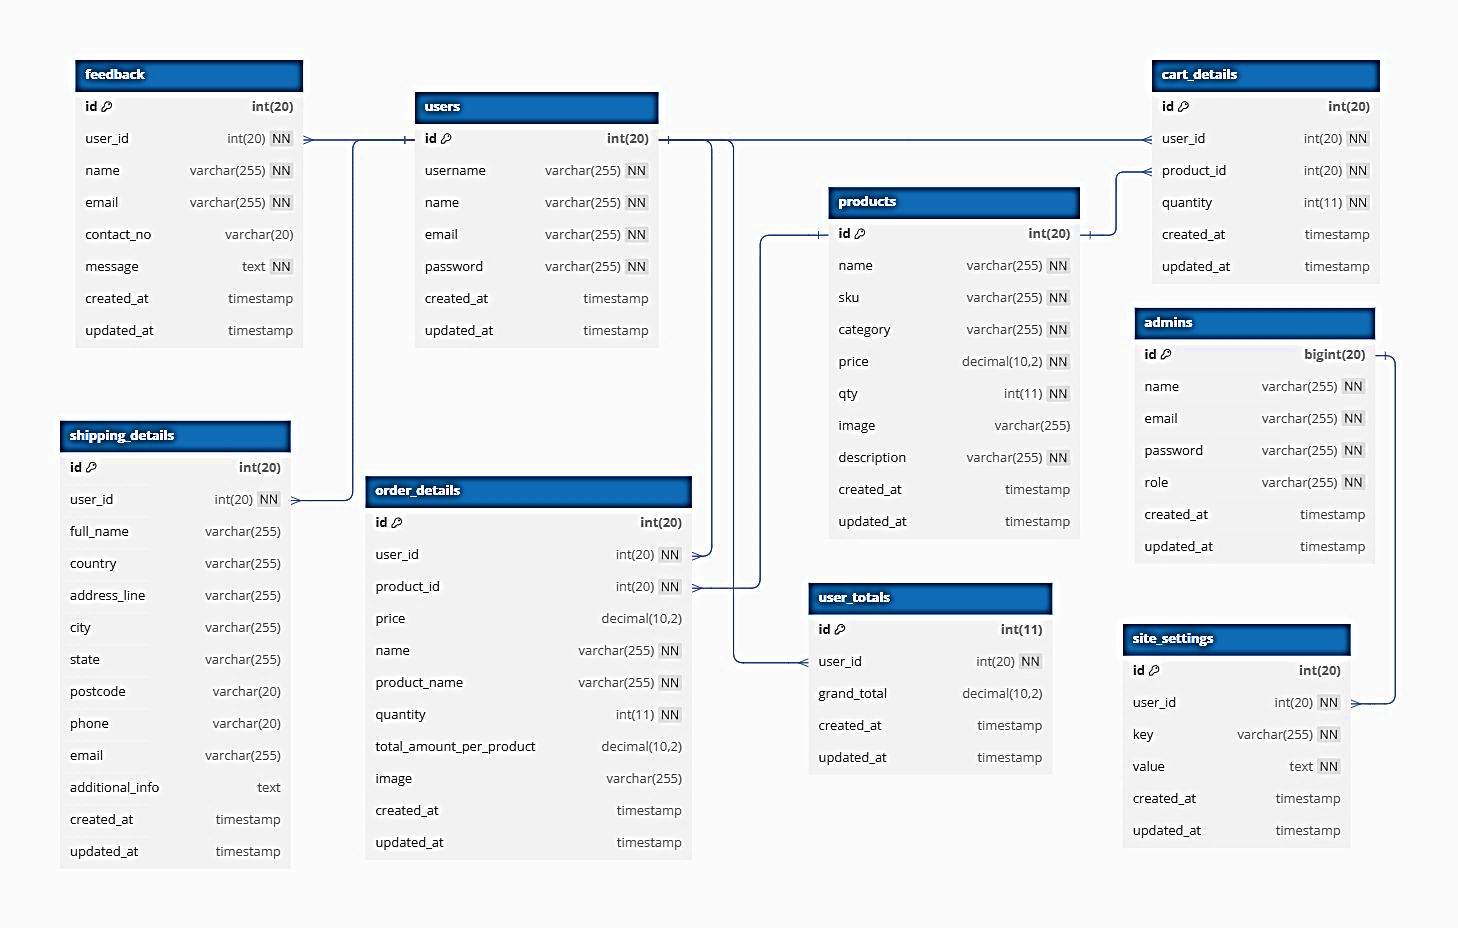 feedback
id int(20)
user_id int(20) NN
name varchar(255) NN
email varchar(255) NN
contact_no varchar(20)
message text NN
created_at timestamp
updated_at timestamp
users
id int(20)
username varchar(255) NN
name varchar(255) NN
email varchar(255) NN
password varchar(255) NN
created_at timestamp
updated_at timestamp
cart_details
id int(20)
user_id int(20) NN
product_id int(20) NN
quantity int(11) NN
created_at timestamp
updated_at timestamp
products
id int(20)
name varchar(255) NN
sku varchar(255) NN
category varchar(255) NN
price decimal(10,2) NN
qty int(11) NN
image varchar(255)
description varchar(255) NN
created_at timestamp
updated_at timestamp
admins
id bigint(20)
name varchar(255) NN
email varchar(255) NN
password varchar(255) NN
role varchar(255) NN
created_at timestamp
updated_at timestamp
shipping_details
id int(20)
user_id int(20) NN
full_name varchar(255)
country varchar(255)
address_line varchar(255)
city varchar(255)
state varchar(255)
postcode varchar(20)
phone varchar(20)
email varchar(255)
additional_info text
created_at timestamp
updated_at timestamp
order_details
id int(20)
user_id int(20) NN
product_id int(20) NN
price decimal(10,2)
name varchar(255) NN
product_name varchar(255) NN
quantity int(11) NN
total_amount_per_product decimal(10,2)
image varchar(255)
created_at timestamp
updated_at timestamp
user_totals
id int(11)
user_id int(20) NN
grand_total decimal(10,2)
created_at timestamp
updated_at timestamp
site_settings
id int(20)
user_id int(20) NN
key varchar(255) NN
value text NN
created_at timestamp
updated_at timestamp